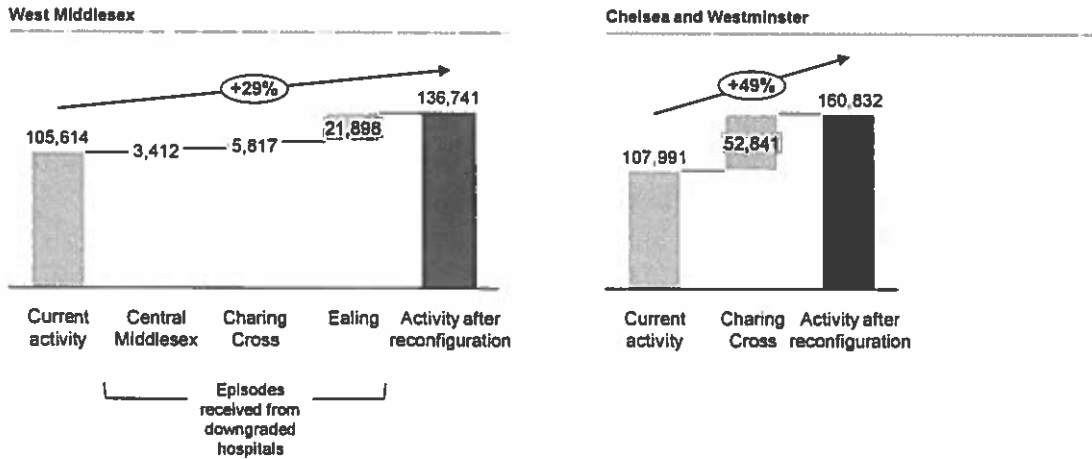 West Middlesex
+29%
105,614
3,412
5,817
21,898
136,741
Current
activity
Central
Middlesex
Charing
Cross
Ealing
Activity after
reconfiguration
Episodes
received from
downgraded
hospitals
Chelsea and Westminster
+49%
107,991
52,841
160,832
Current
activity
Charing
Cross
Activity after
reconfiguration